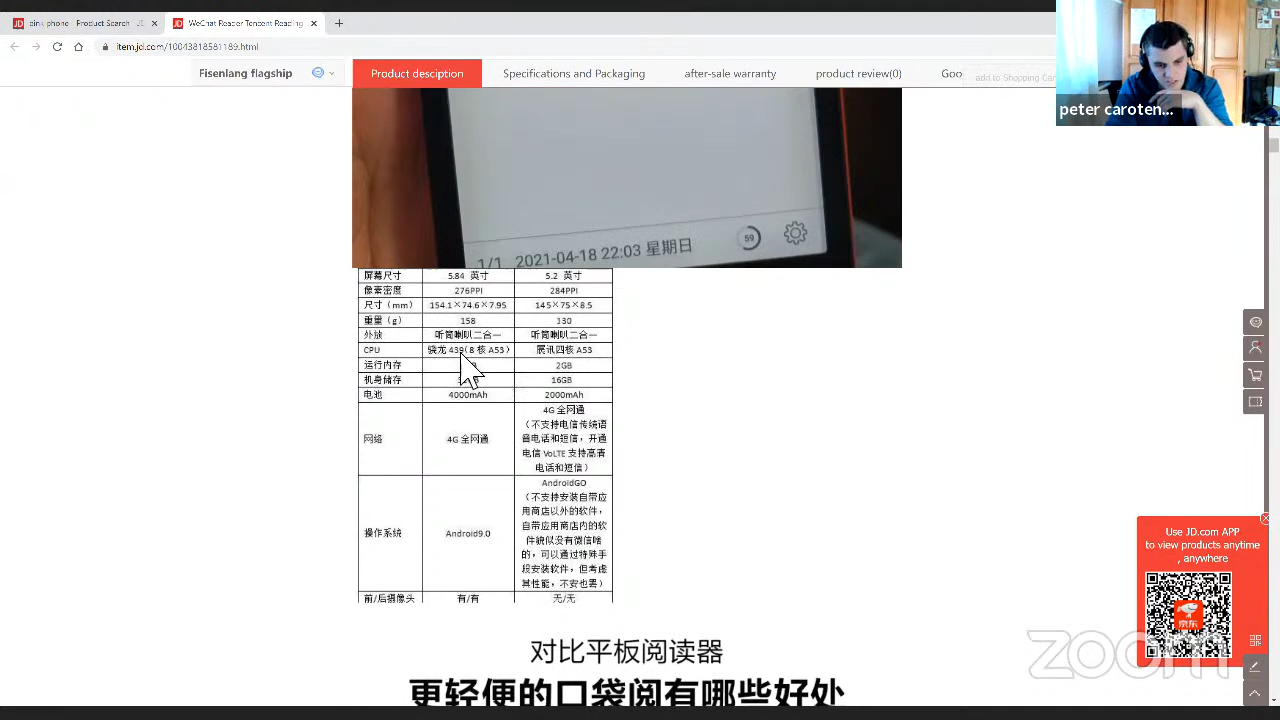 eink phone - Product Search
JD
WeChat Reader Tencent Reading
item.jd.com/10043818581189.html
Fisenlang flagship
Product desciption
Specifications and Packaging
after-sale warranty
product review(0)
Goo
add to Shopping Car
peter caroten...
1/1 2021-04-18 22:03 星期日
59
屏幕尺寸 5.84 英寸 5.2 英寸
像素密度 276PPI 284PPI
尺寸（mm） 154.1×74.6×7.95 145×75×8.5
重量（g） 158 130
外放 听筒喇叭二合一 听筒喇叭二合一
CPU 骁龙 439(8 核 A53) 展讯四核 A53
运行内存 2GB
机身储存 16GB
电池 4000mAh 2000mAh
网络 4G 全网通 4G 全网通
（不支持电信传统语
音电话和短信，开通
电信 VoLTE 支持高清
电话和短信）
操作系统 Android9.0 AndroidGO
（不支持安装自带应
用商店以外的软件，
自带应用商店内的软
件貌似没有微信啥
的，可以通过特殊手
段安装软件，但考虑
其性能，不安也罢）
前/后摄像头 有/有 无/无
对比平板阅读器
更轻便的口袋阅有哪些好处
Use JD.com APP
to view products anytime
, anywhere
京东
zoom